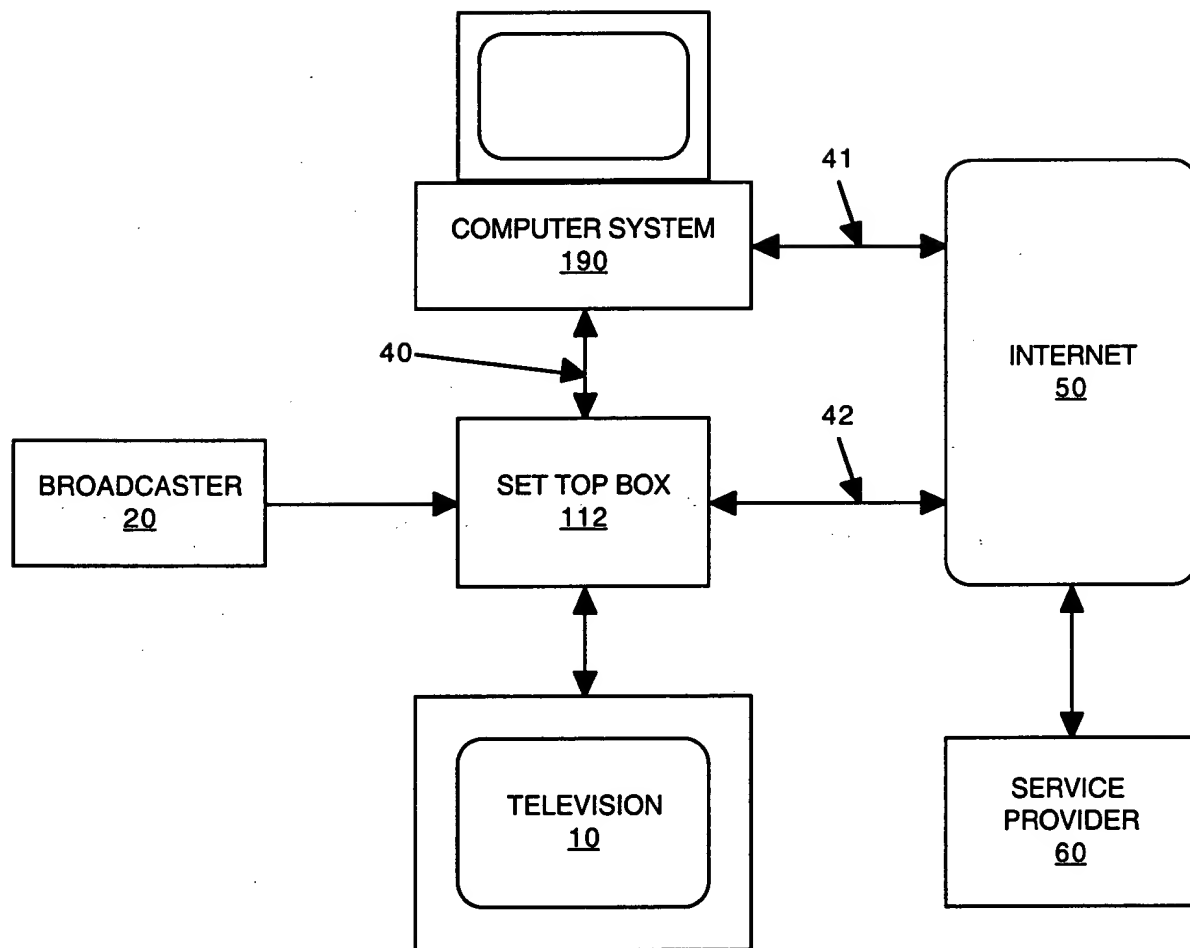 COMPUTER SYSTEM
190
41
40
INTERNET
50
42
BROADCASTER
20
SET TOP BOX
112
TELEVISION
10
SERVICE
PROVIDER
60